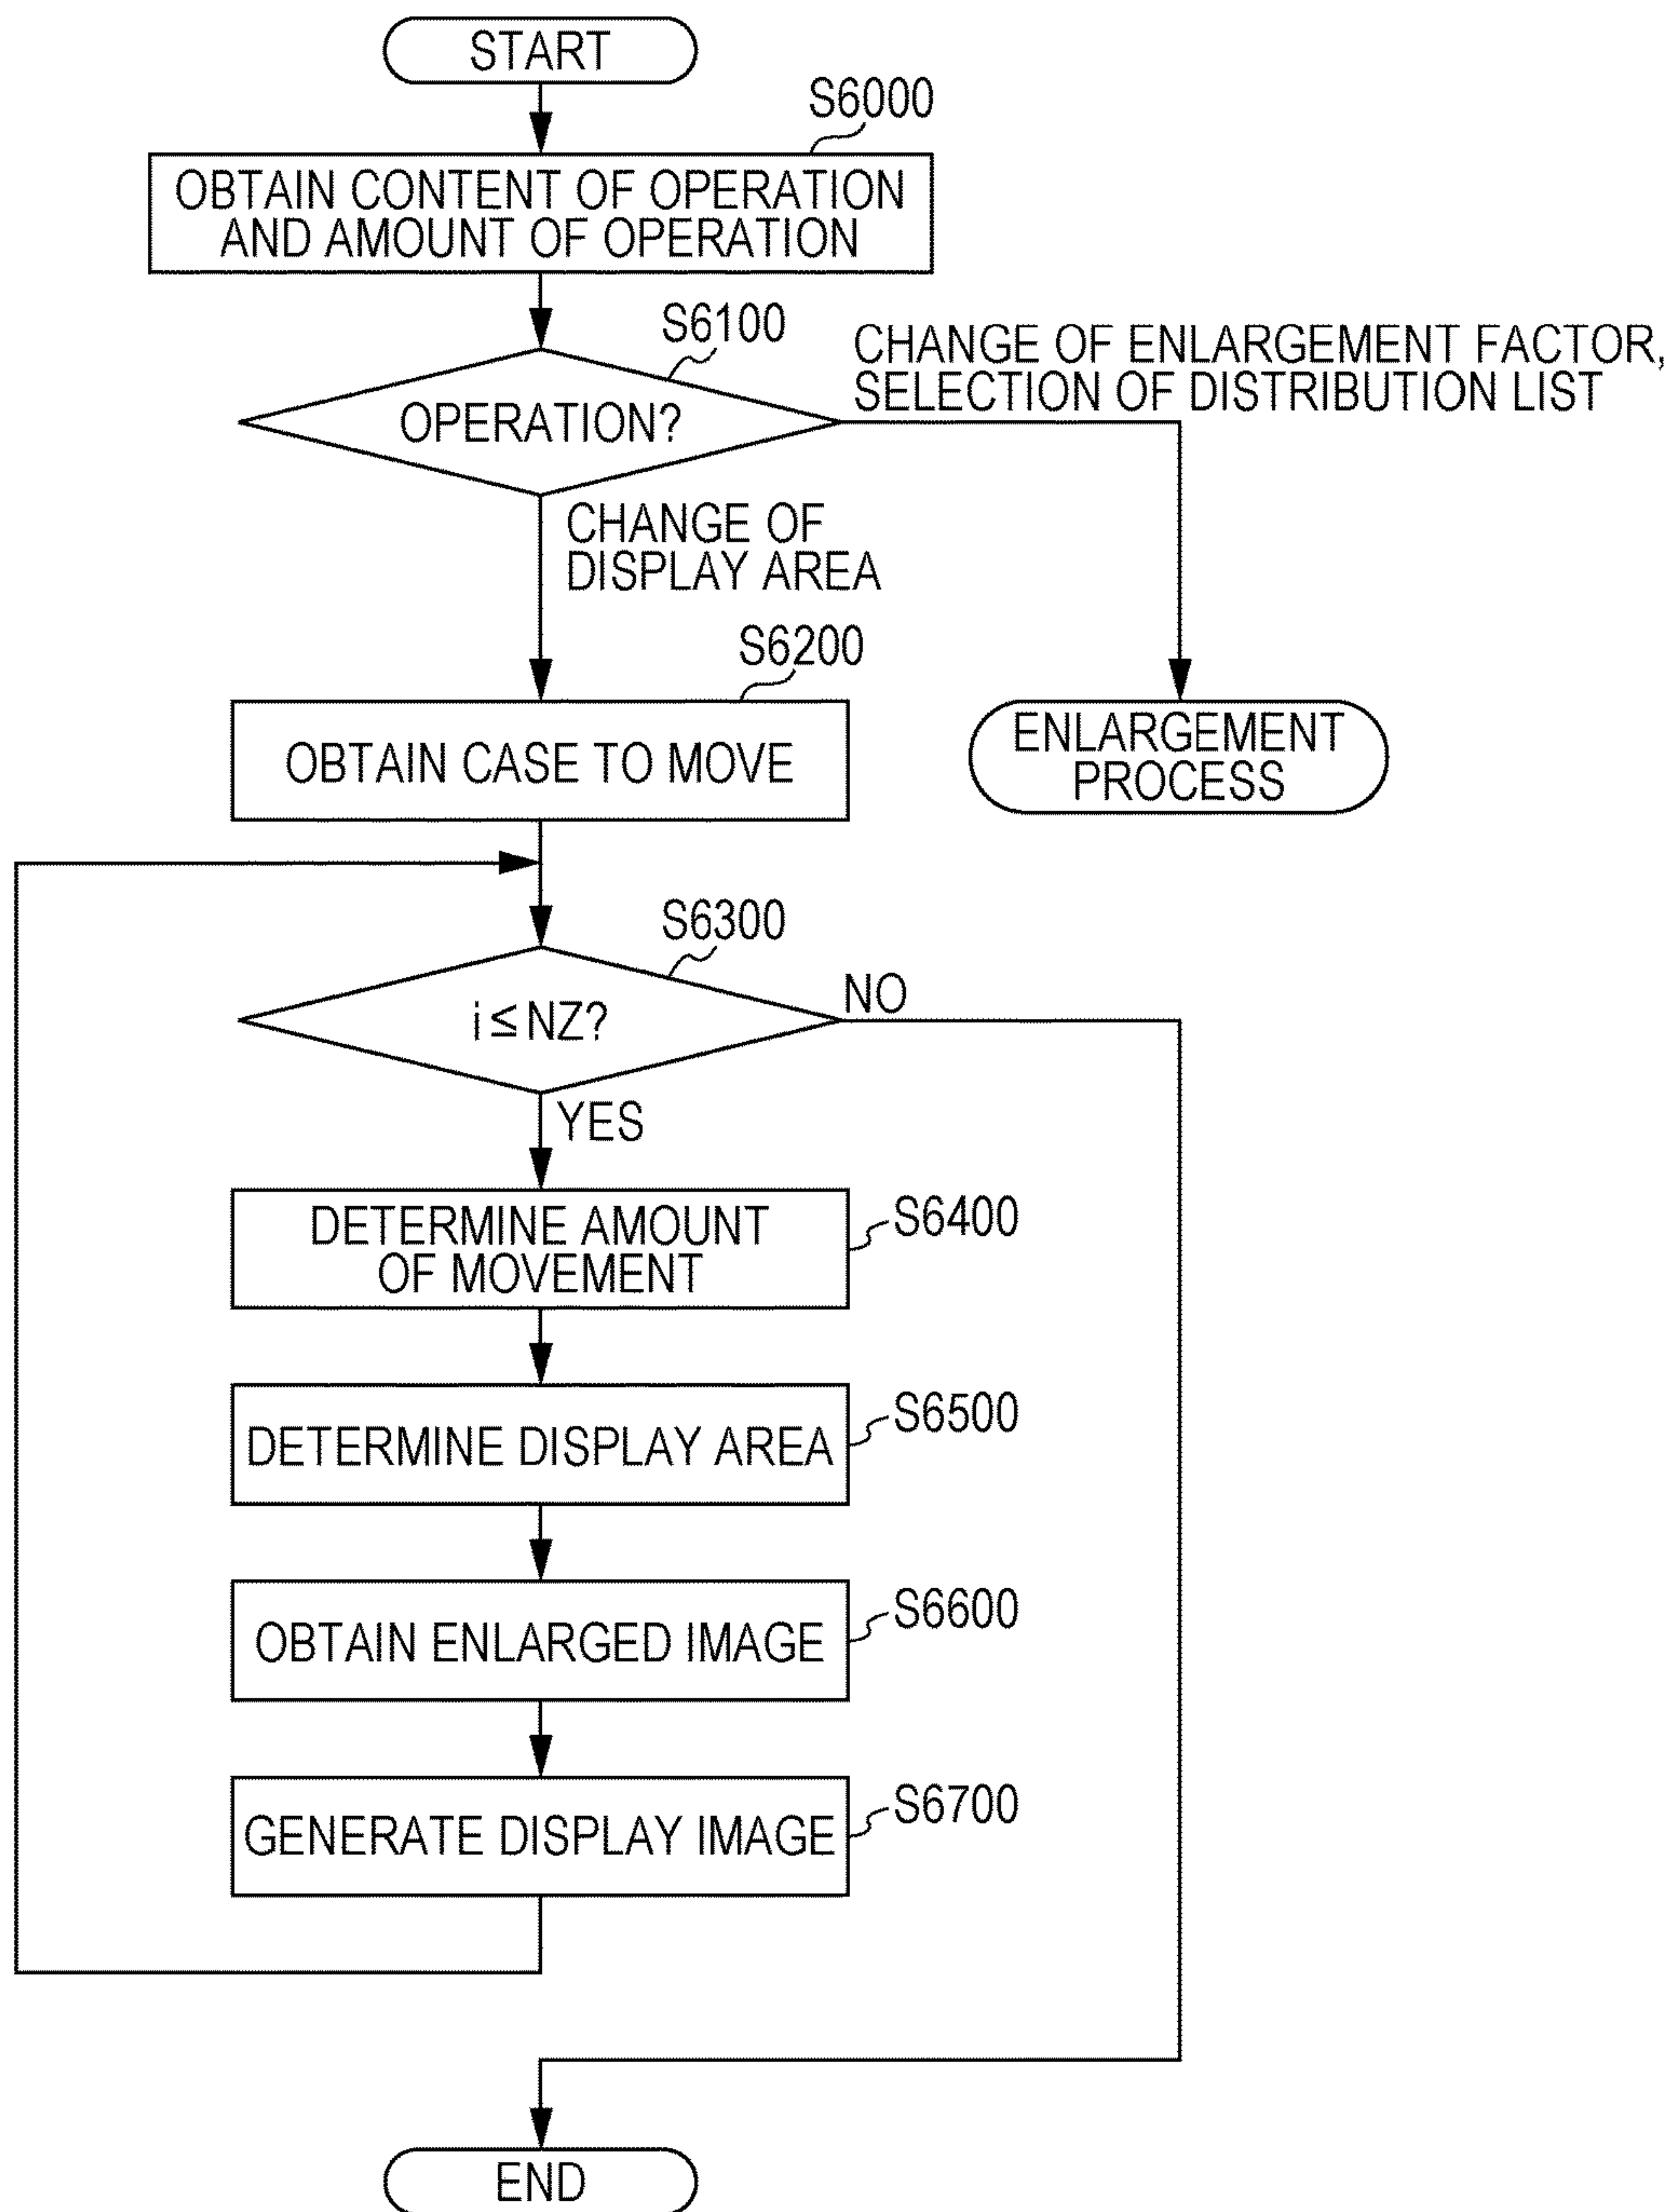 START
S6000
OBTAIN CONTENT OF OPERATION
AND AMOUNT OF OPERATION
S6100
OPERATION?
CHANGE OF ENLARGEMENT FACTOR,
SELECTION OF DISTRIBUTION LIST
CHANGE OF
DISPLAY AREA
S6200
OBTAIN CASE TO MOVE
ENLARGEMENT
PROCESS
S6300
i≤NZ?
NO
YES
DETERMINE AMOUNT
OF MOVEMENT
S6400
DETERMINE DISPLAY AREA
S6500
OBTAIN ENLARGED IMAGE
S6600
GENERATE DISPLAY IMAGE
S6700
END